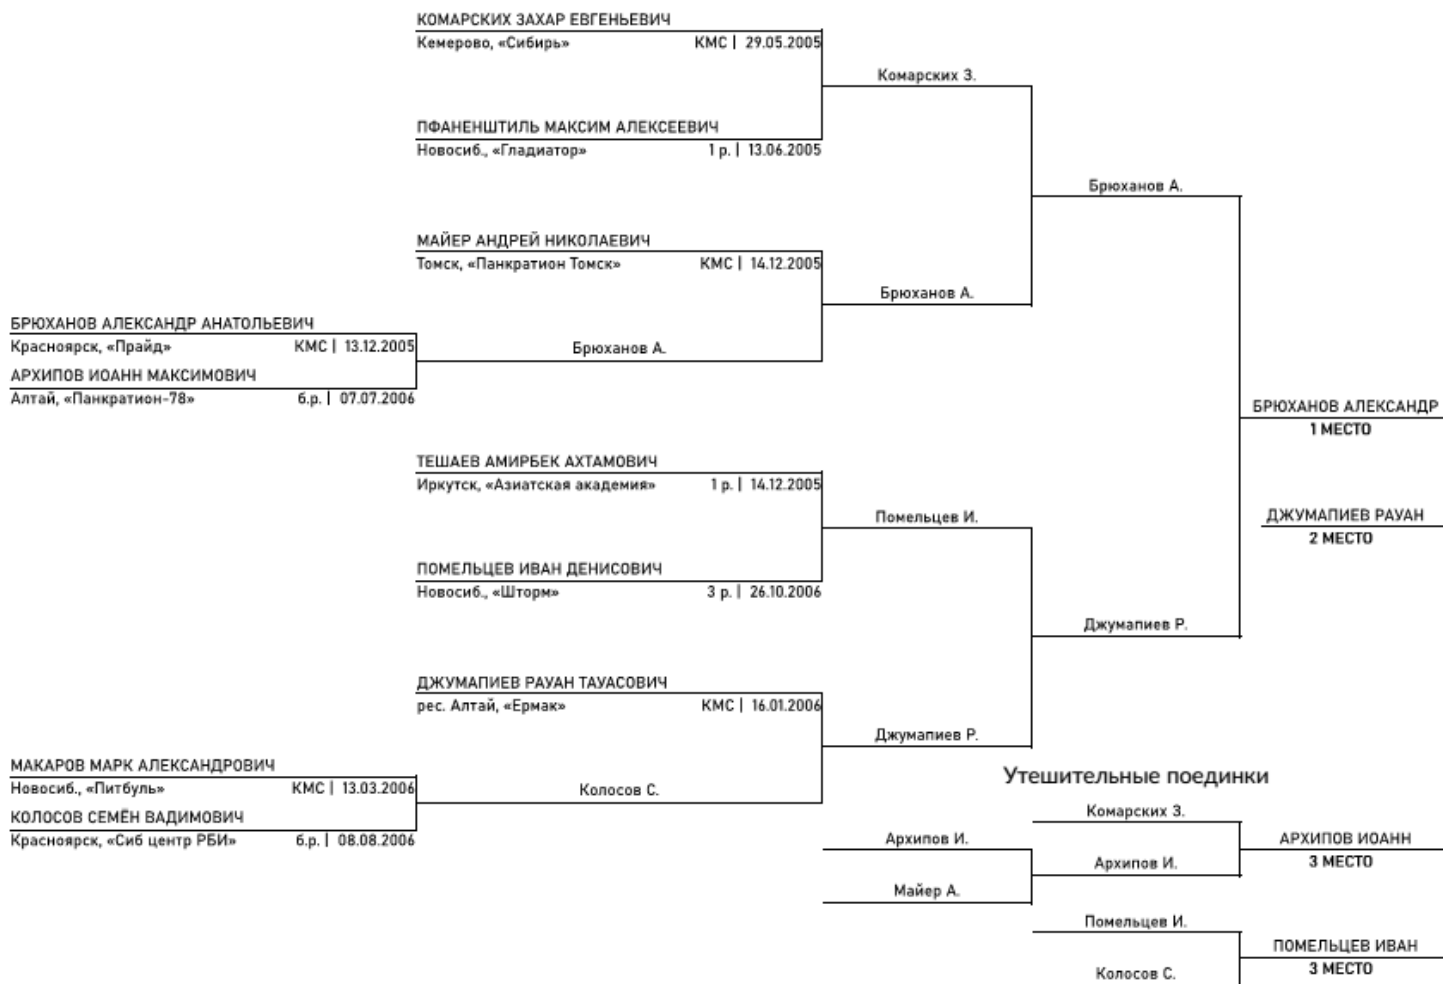 КОМАРСКИХ ЗАХАР ЕВГЕНЬЕВИЧ
Кемерово, «Сибирь» КМС | 29.05.2005
Комарских З.
ПФАНЕНШТИЛЬ МАКСИМ АЛЕКСЕЕВИЧ
Новосиб., «Гладиатор» 1 р. | 13.06.2005
Брюханов А.
МАЙЕР АНДРЕЙ НИКОЛАЕВИЧ
Томск, «Панкратион Томск» КМС | 14.12.2005
Брюханов А.
БРЮХАНОВ АЛЕКСАНДР АНАТОЛЬЕВИЧ
Красноярск, «Прайд» КМС | 13.12.2005
Брюханов А.
АРХИПОВ ИОАНН МАКСИМОВИЧ
Алтай, «Панкратион-78» б.р. | 07.07.2006
БРЮХАНОВ АЛЕКСАНДР
1 МЕСТО
ТЕШАЕВ АМИРБЕК АХТАМОВИЧ
Иркутск, «Азиатская академия» 1 р. | 14.12.2005
Помельцев И.
ДЖУМАПИЕВ РАУАН
2 МЕСТО
ПОМЕЛЬЦЕВ ИВАН ДЕНИСОВИЧ
Новосиб., «Шторм» 3 р. | 26.10.2006
Джумапиев Р.
ДЖУМАПИЕВ РАУАН ТАУАСОВИЧ
рес. Алтай, «Ермак» КМС | 16.01.2006
Джумапиев Р.
МАКАРОВ МАРК АЛЕКСАНДРОВИЧ
Новосиб., «Питбуль» КМС | 13.03.2006
Колосов С.
КОЛОСОВ СЕМЁН ВАДИМОВИЧ
Красноярск, «Сиб центр РБИ» б.р. | 08.08.2006
Утешительные поединки
Комарских З.
Архипов И.
АРХИПОВ ИОАНН
3 МЕСТО
Архипов И.
Майер А.
Помельцев И.
ПОМЕЛЬЦЕВ ИВАН
3 МЕСТО
Колосов С.